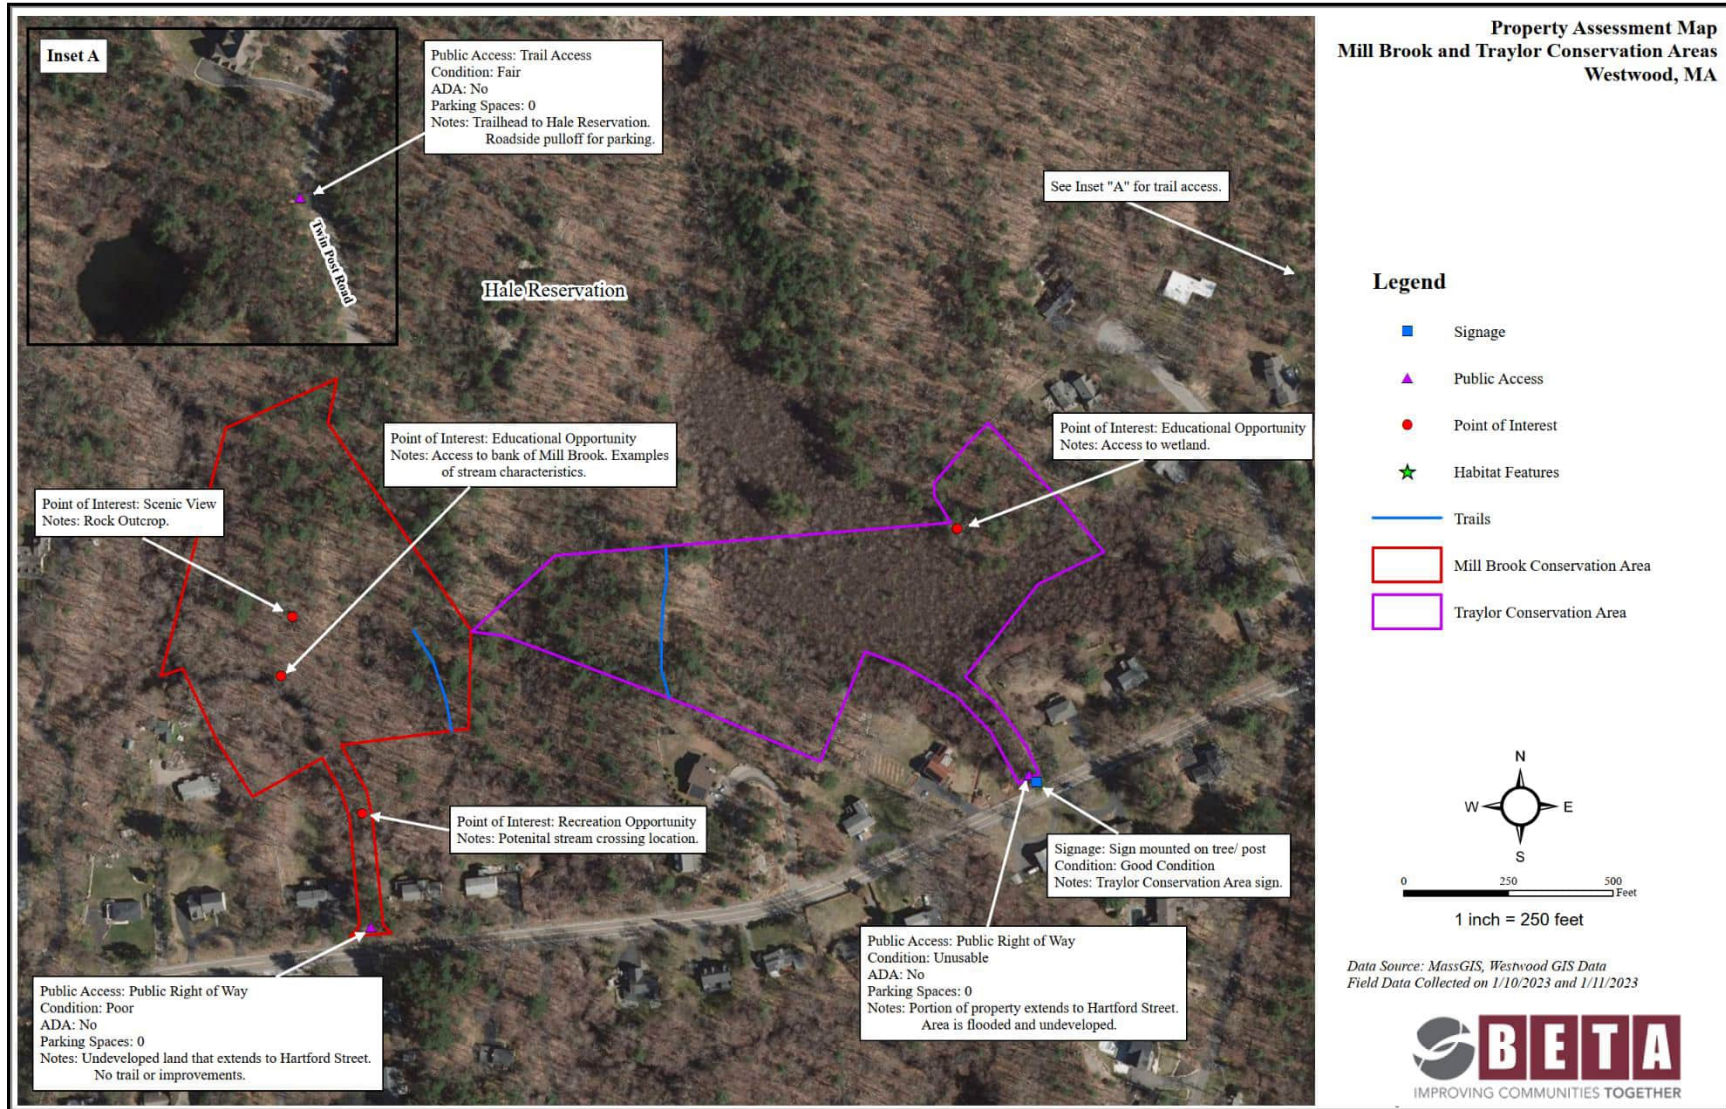 Property Assessment Map
Mill Brook and Traylor Conservation Areas
Westwood, MA
Inset A
Public Access: Trail Access
Condition: Fair
ADA: No
Parking Spaces: 0
Notes: Trailhead to Hale Reservation.
Roadside pulloff for parking.
Twin Post Road
See Inset "A" for trail access.
Hale Reservation
Point of Interest: Educational Opportunity
Notes: Access to bank of Mill Brook. Examples
of stream characteristics.
Point of Interest: Educational Opportunity
Notes: Access to wetland.
Point of Interest: Scenic View
Notes: Rock Outcrop.
Point of Interest: Recreation Opportunity
Notes: Potenital stream crossing location.
Signage: Sign mounted on tree/ post
Condition: Good Condition
Notes: Traylor Conservation Area sign.
Public Access: Public Right of Way
Condition: Unusable
ADA: No
Parking Spaces: 0
Notes: Portion of property extends to Hartford Street.
Area is flooded and undeveloped.
Public Access: Public Right of Way
Condition: Poor
ADA: No
Parking Spaces: 0
Notes: Undeveloped land that extends to Hartford Street.
No trail or improvements.
Legend
Signage
Public Access
Point of Interest
Habitat Features
Trails
Mill Brook Conservation Area
Traylor Conservation Area
N
W E
S
0 250 500
Feet
1 inch = 250 feet
Data Source: MassGIS, Westwood GIS Data
Field Data Collected on 1/10/2023 and 1/11/2023
BETA
IMPROVING COMMUNITIES TOGETHER